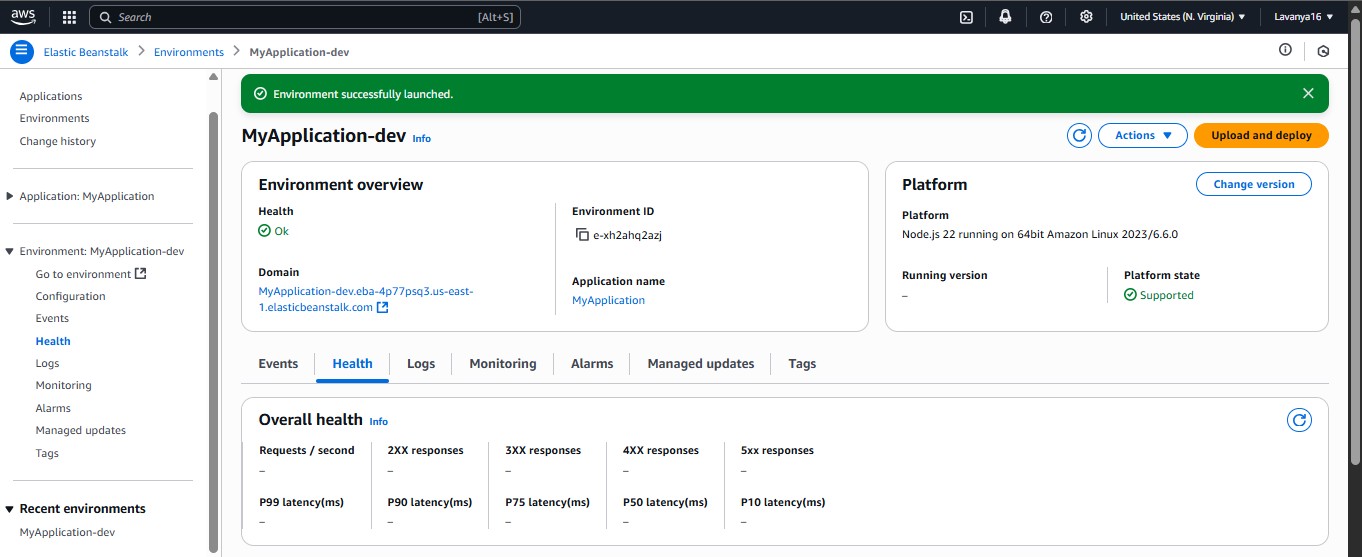 aws
Search
[Alt+S]
United States (N. Virginia)
Lavanya16
Elastic Beanstalk > Environments > MyApplication-dev
Applications
Environments
Change history
Application: MyApplication
Environment: MyApplication-dev
Go to environment
Configuration
Events
Health
Logs
Monitoring
Alarms
Managed updates
Tags
Recent environments
MyApplication-dev
Environment successfully launched.
MyApplication-dev Info
Actions
Upload and deploy
Environment overview
Health
Ok
Domain
MyApplication-dev.eba-4p77psq3.us-east-
1.elasticbeanstalk.com
Environment ID
e-xh2ahq2azj
Application name
MyApplication
Platform
Change version
Platform
Node.js 22 running on 64bit Amazon Linux 2023/6.6.0
Running version
–
Platform state
Supported
Events Health Logs Monitoring Alarms Managed updates Tags
Overall health Info
Requests / second 2XX responses 3XX responses 4XX responses 5xx responses
– – – – –
P99 latency(ms) P90 latency(ms) P75 latency(ms) P50 latency(ms) P10 latency(ms)
– – – – –